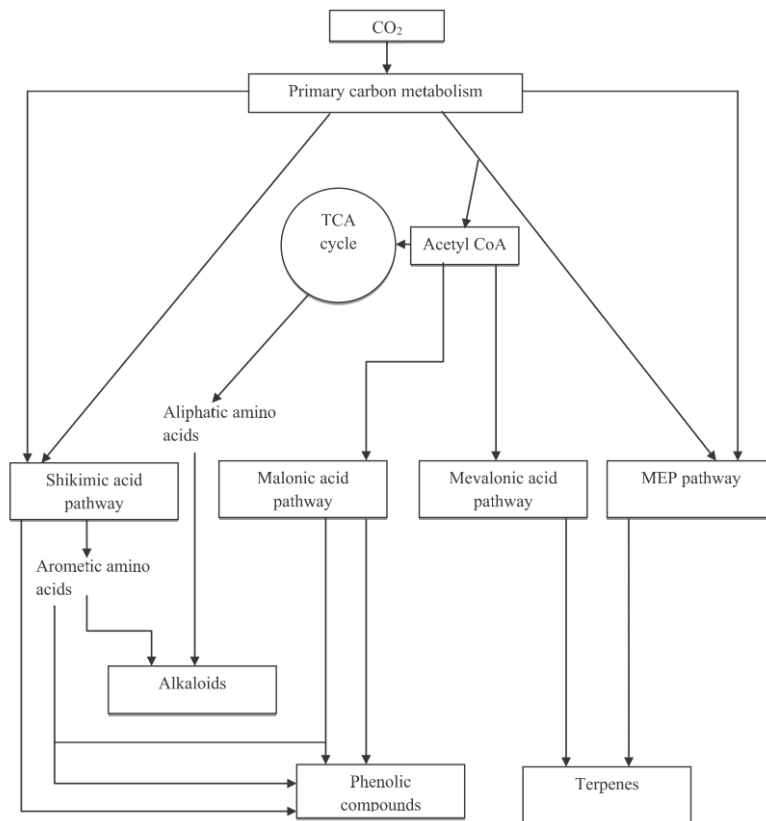 CO₂
Primary carbon metabolism
TCA
cycle
Acetyl CoA
Aliphatic amino
acids
Shikimic acid
pathway
Malonic acid
pathway
Mevalonic acid
pathway
MEP pathway
Arometic amino
acids
Alkaloids
Phenolic
compounds
Terpenes